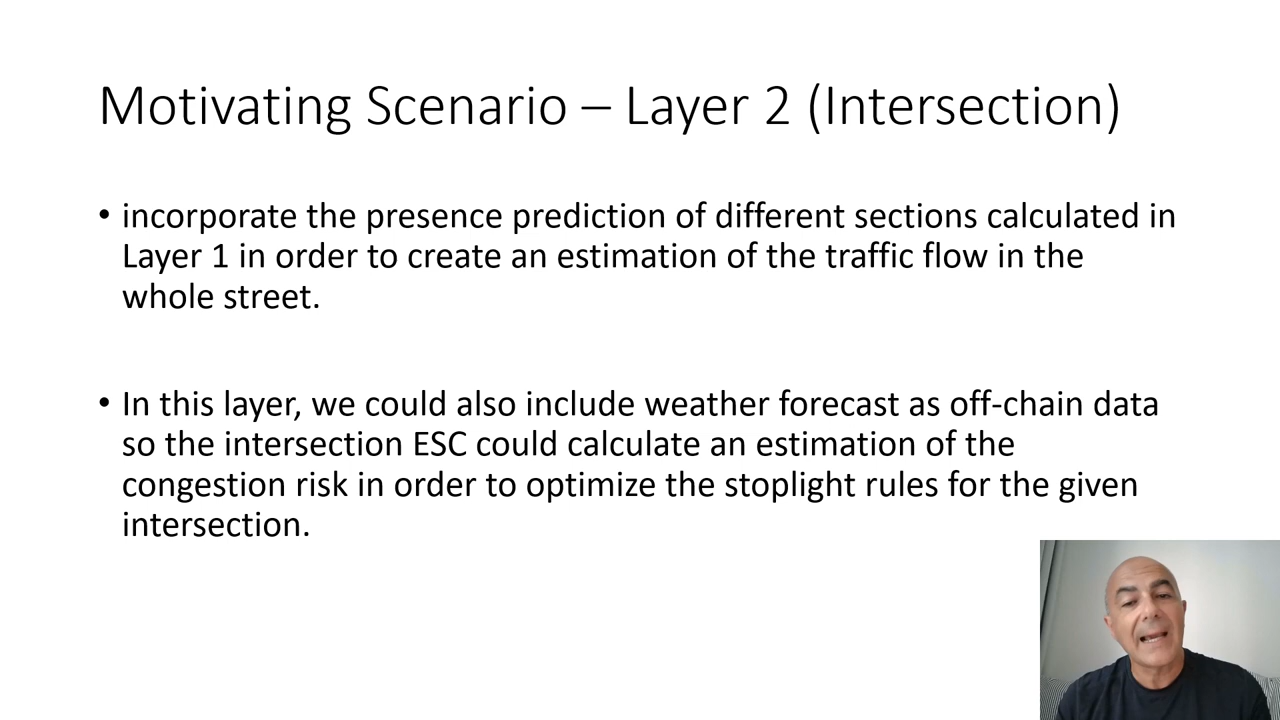 Motivating Scenario – Layer 2 (Intersection)
• incorporate the presence prediction of different sections calculated in
Layer 1 in order to create an estimation of the traffic flow in the
whole street.
• In this layer, we could also include weather forecast as off-chain data
so the intersection ESC could calculate an estimation of the
congestion risk in order to optimize the stoplight rules for the given
intersection.